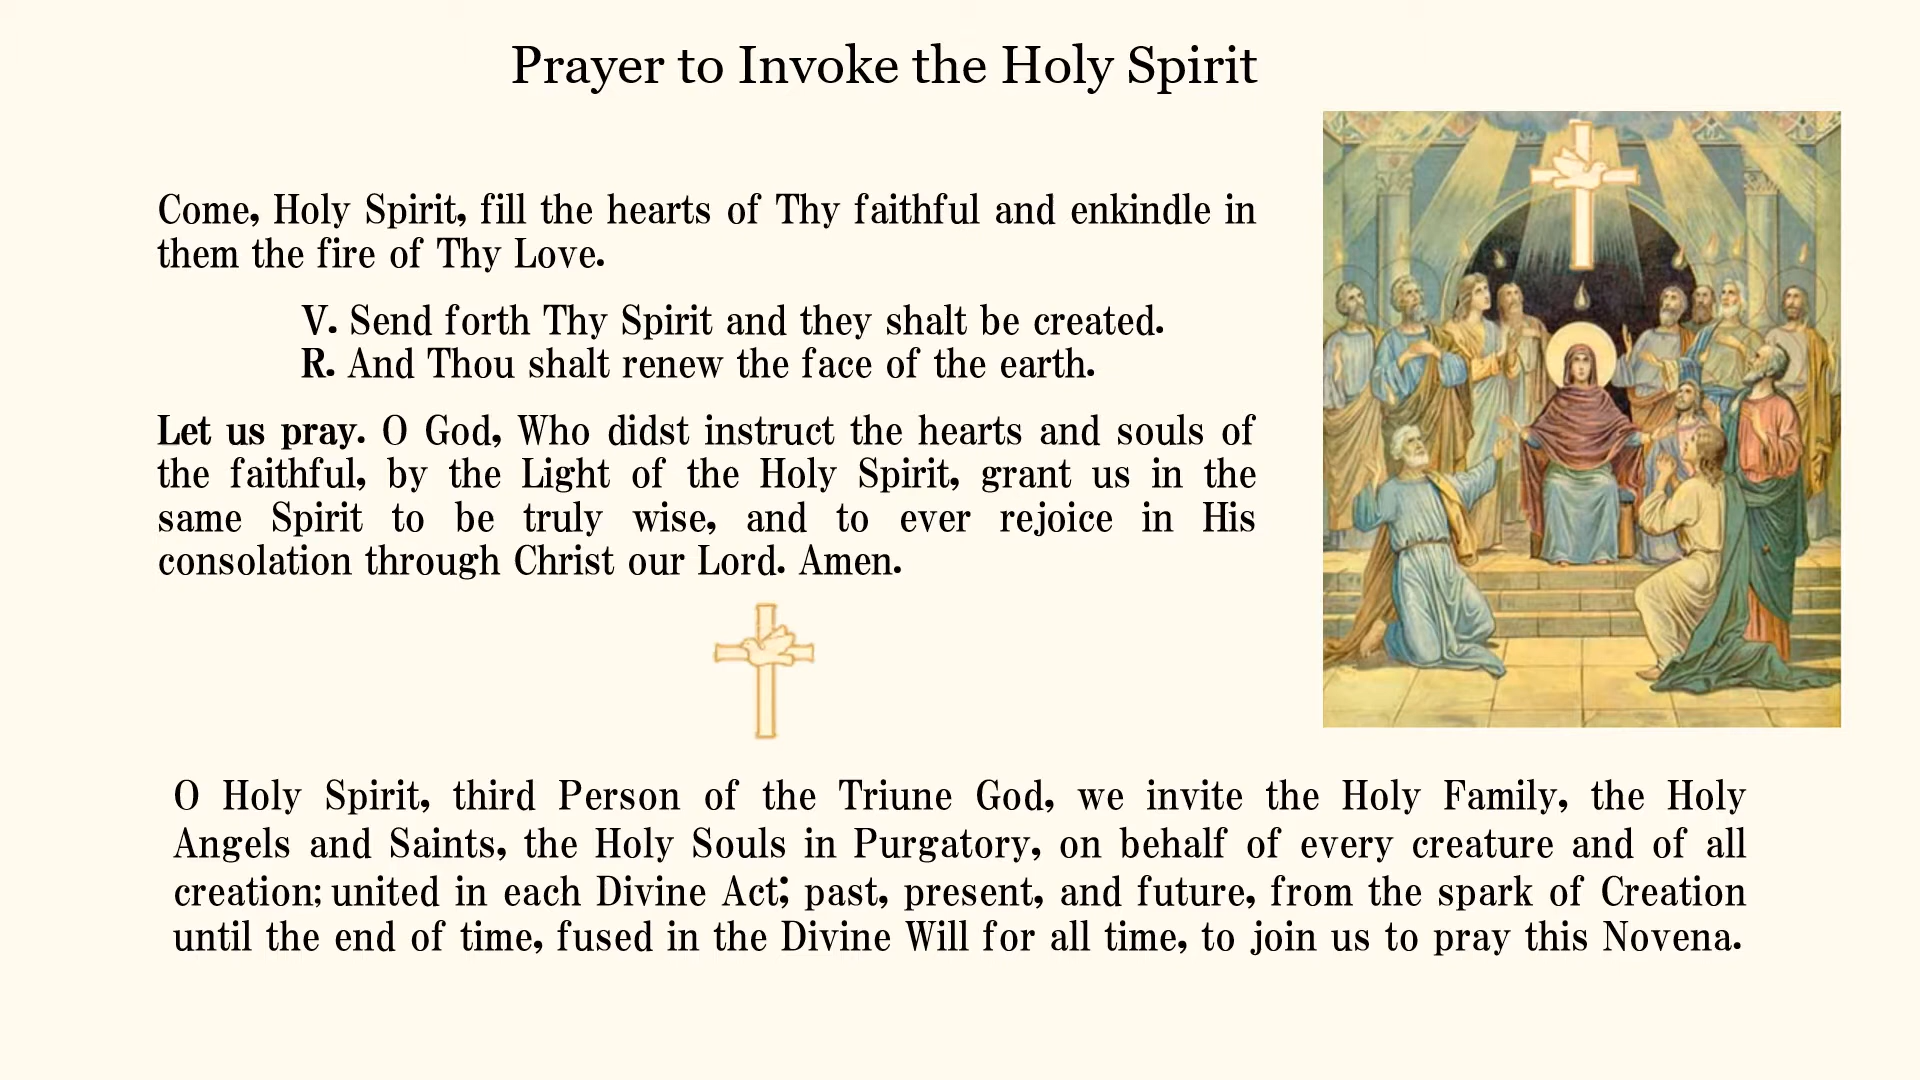 Prayer to Invoke the Holy Spirit
Come, Holy Spirit, fill the hearts of Thy faithful and enkindle in
them the fire of Thy Love.
V. Send forth Thy Spirit and they shalt be created.
R. And Thou shalt renew the face of the earth.
Let us pray. O God, Who didst instruct the hearts and souls of
the faithful, by the Light of the Holy Spirit, grant us in the
same Spirit to be truly wise, and to ever rejoice in His
consolation through Christ our Lord. Amen.
O Holy Spirit, third Person of the Triune God, we invite the Holy Family, the Holy
Angels and Saints, the Holy Souls in Purgatory, on behalf of every creature and of all
creation; united in each Divine Act; past, present, and future, from the spark of Creation
until the end of time, fused in the Divine Will for all time, to join us to pray this Novena.